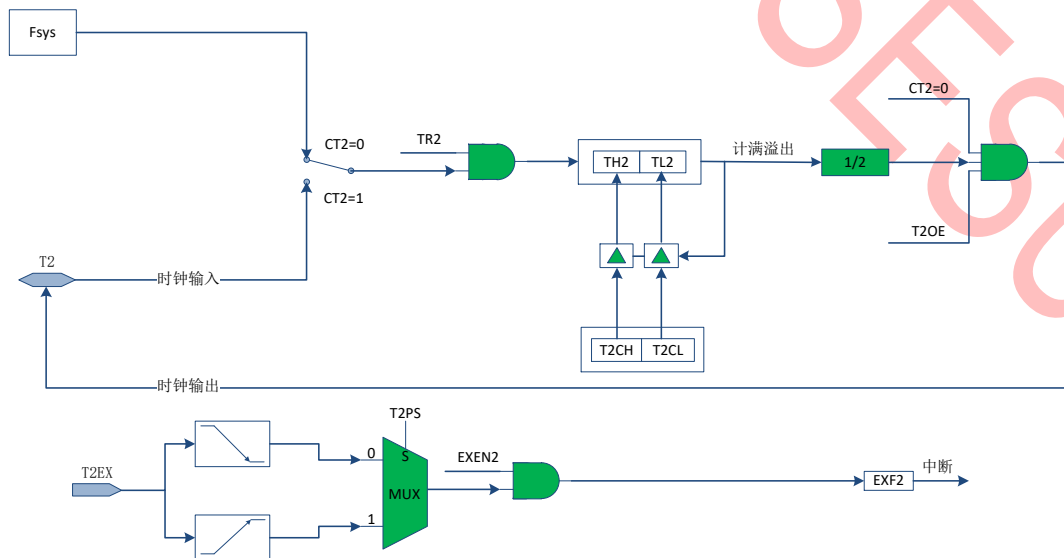 Fsys
CT2=0
CT2=0
TR2
计满溢出
TH2 TL2
1/2
CT2=1
T2OE
T2
时钟输入
T2CH T2CL
时钟输出
T2PS
T2EX
0
S
EXEN2
中断
MUX
EXF2
1